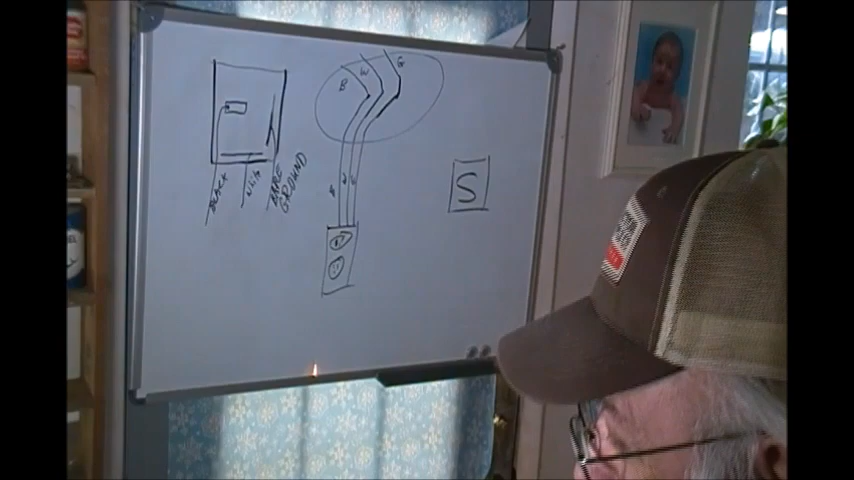 B W G
S
BLACK
WHITE
BARE
GROUND
B W G